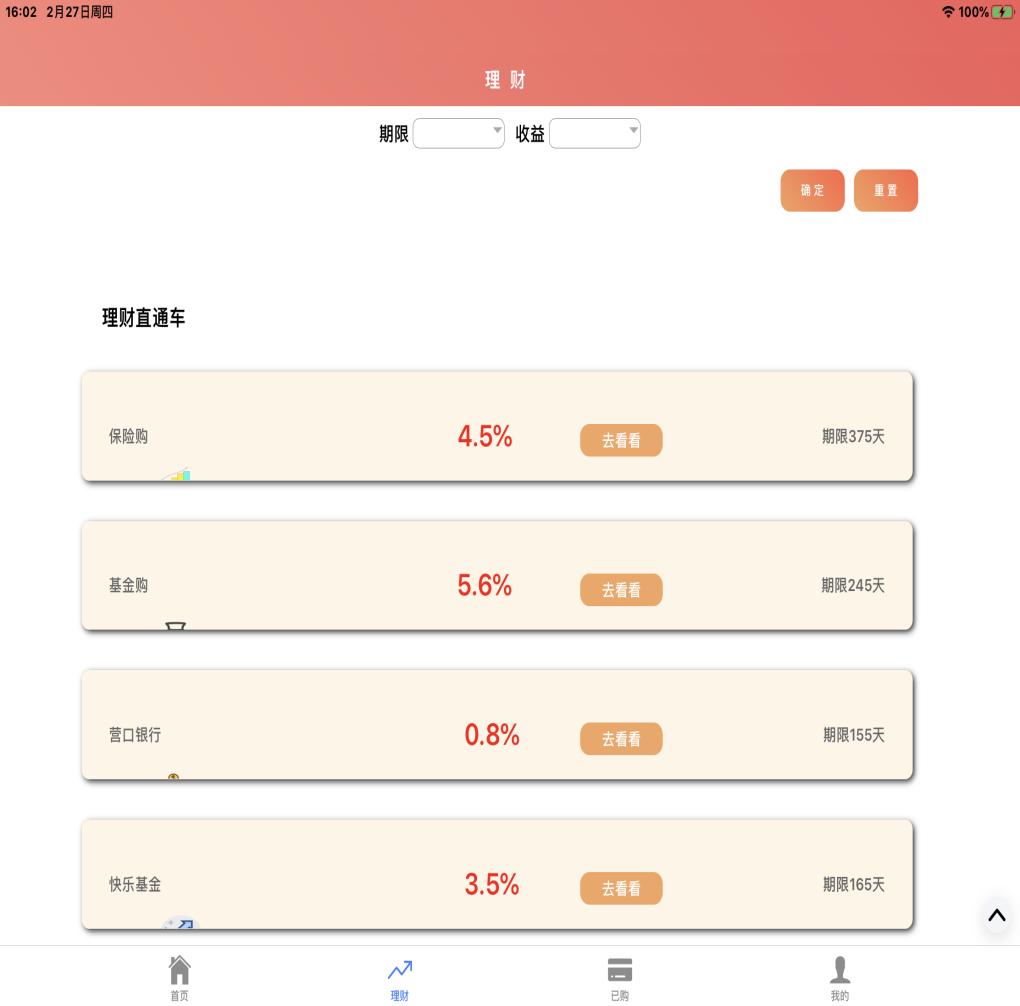 16:02 2月27日周四 100%
理 财
期限 收益
确 定 重 置
理财直通车
保险购 4.5% 去看看 期限375天
基金购 5.6% 去看看 期限245天
营口银行 0.8% 去看看 期限155天
快乐基金 3.5% 去看看 期限165天
首页 理财 已购 我的